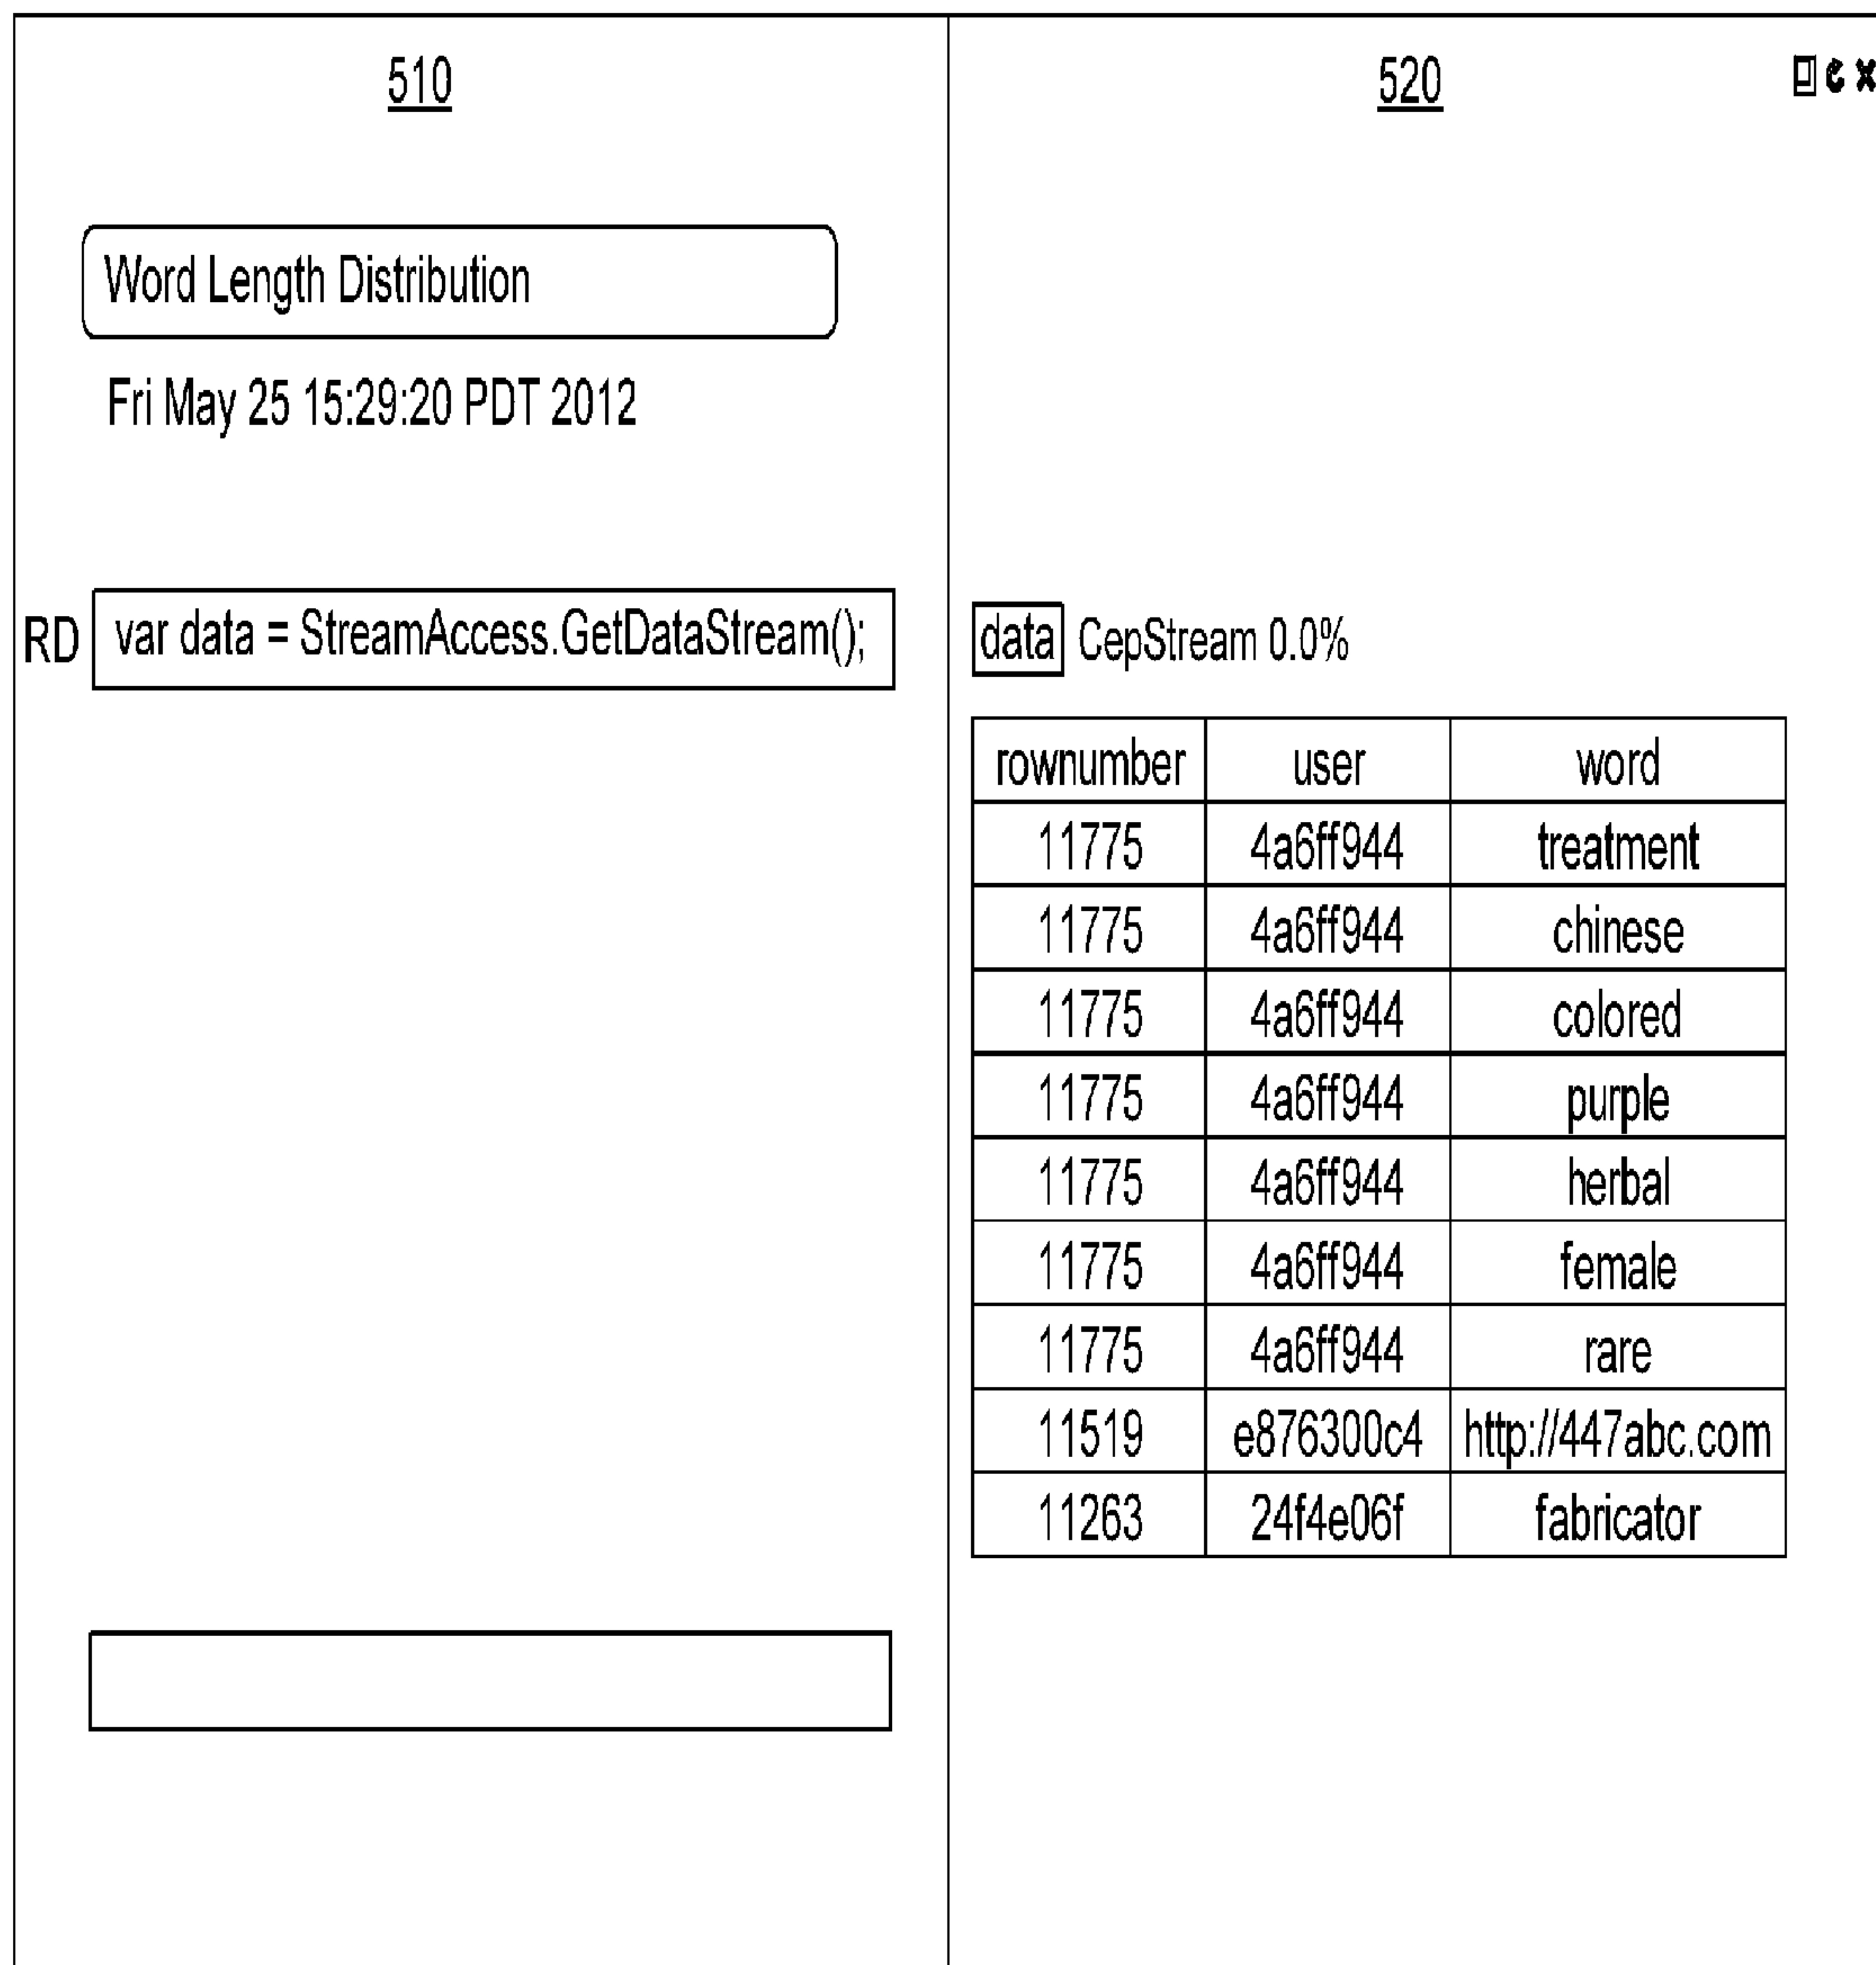 510
Word Length Distribution
Fri May 25 15:29:20 PDT 2012
RD var data = StreamAccess.GetDataStream();
520
data CepStream 0.0%
rownumber user word
11775 4a6ff944 treatment
11775 4a6ff944 chinese
11775 4a6ff944 colored
11775 4a6ff944 purple
11775 4a6ff944 herbal
11775 4a6ff944 female
11775 4a6ff944 rare
11519 e876300c4 http://447abc.com
11263 24f4e06f fabricator